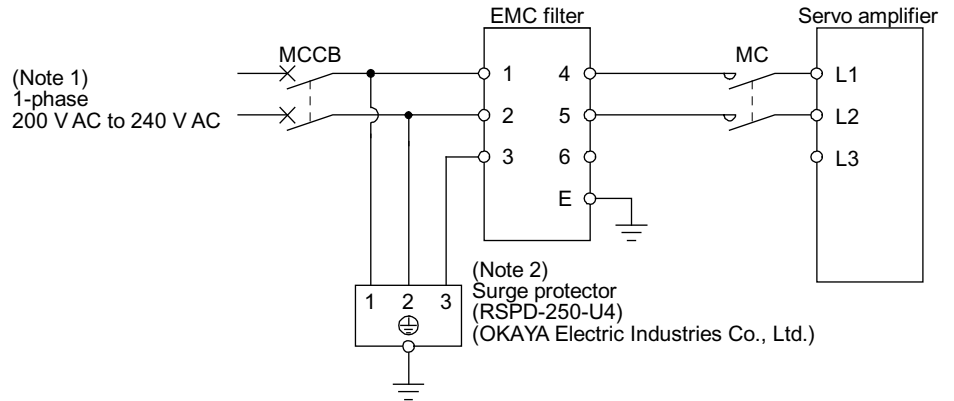 EMC filter
Servo amplifier
MCCB
MC
(Note 1)
1-phase
200 V AC to 240 V AC
1
4
L1
2
5
L2
3
6
L3
E
(Note 2)
Surge protector
(RSPD-250-U4)
(OKAYA Electric Industries Co., Ltd.)
1 2 3